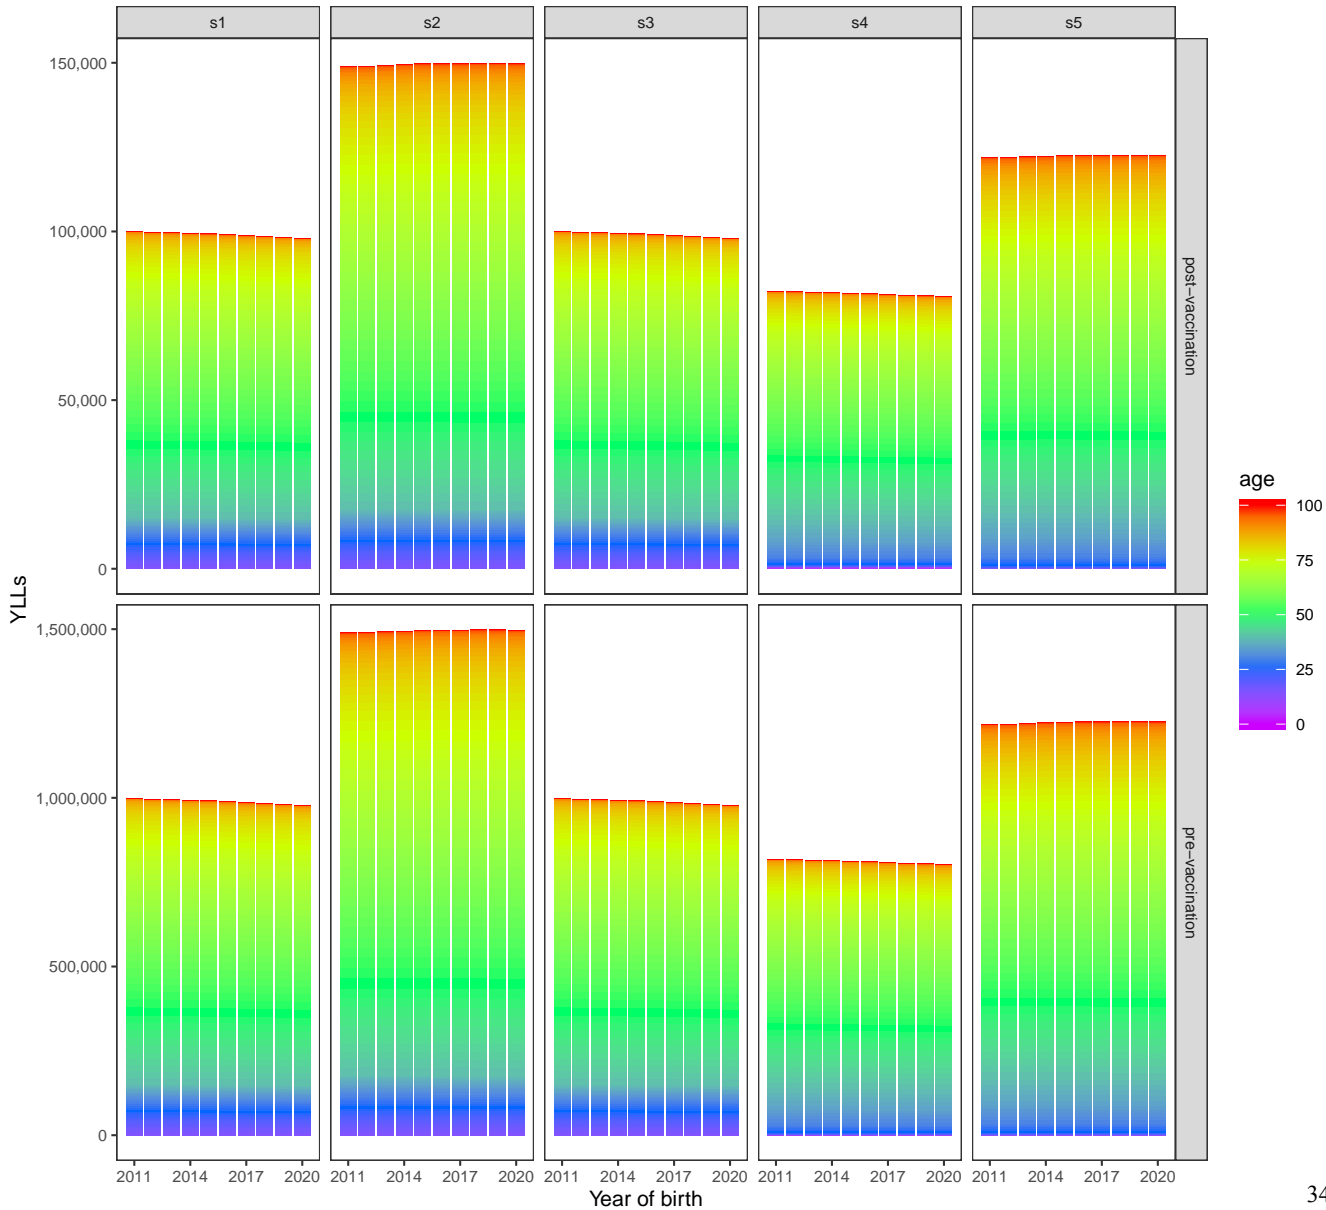 s1 s2 s3 s4 s5
150,000
100,000
50,000
0
post−vaccination
YLLs
1,500,000
1,000,000
500,000
0
pre−vaccination
2011 2014 2017 2020 2011 2014 2017 2020 2011 2014 2017 2020 2011 2014 2017 2020 2011 2014 2017 2020
Year of birth
age
100
75
50
25
0
34